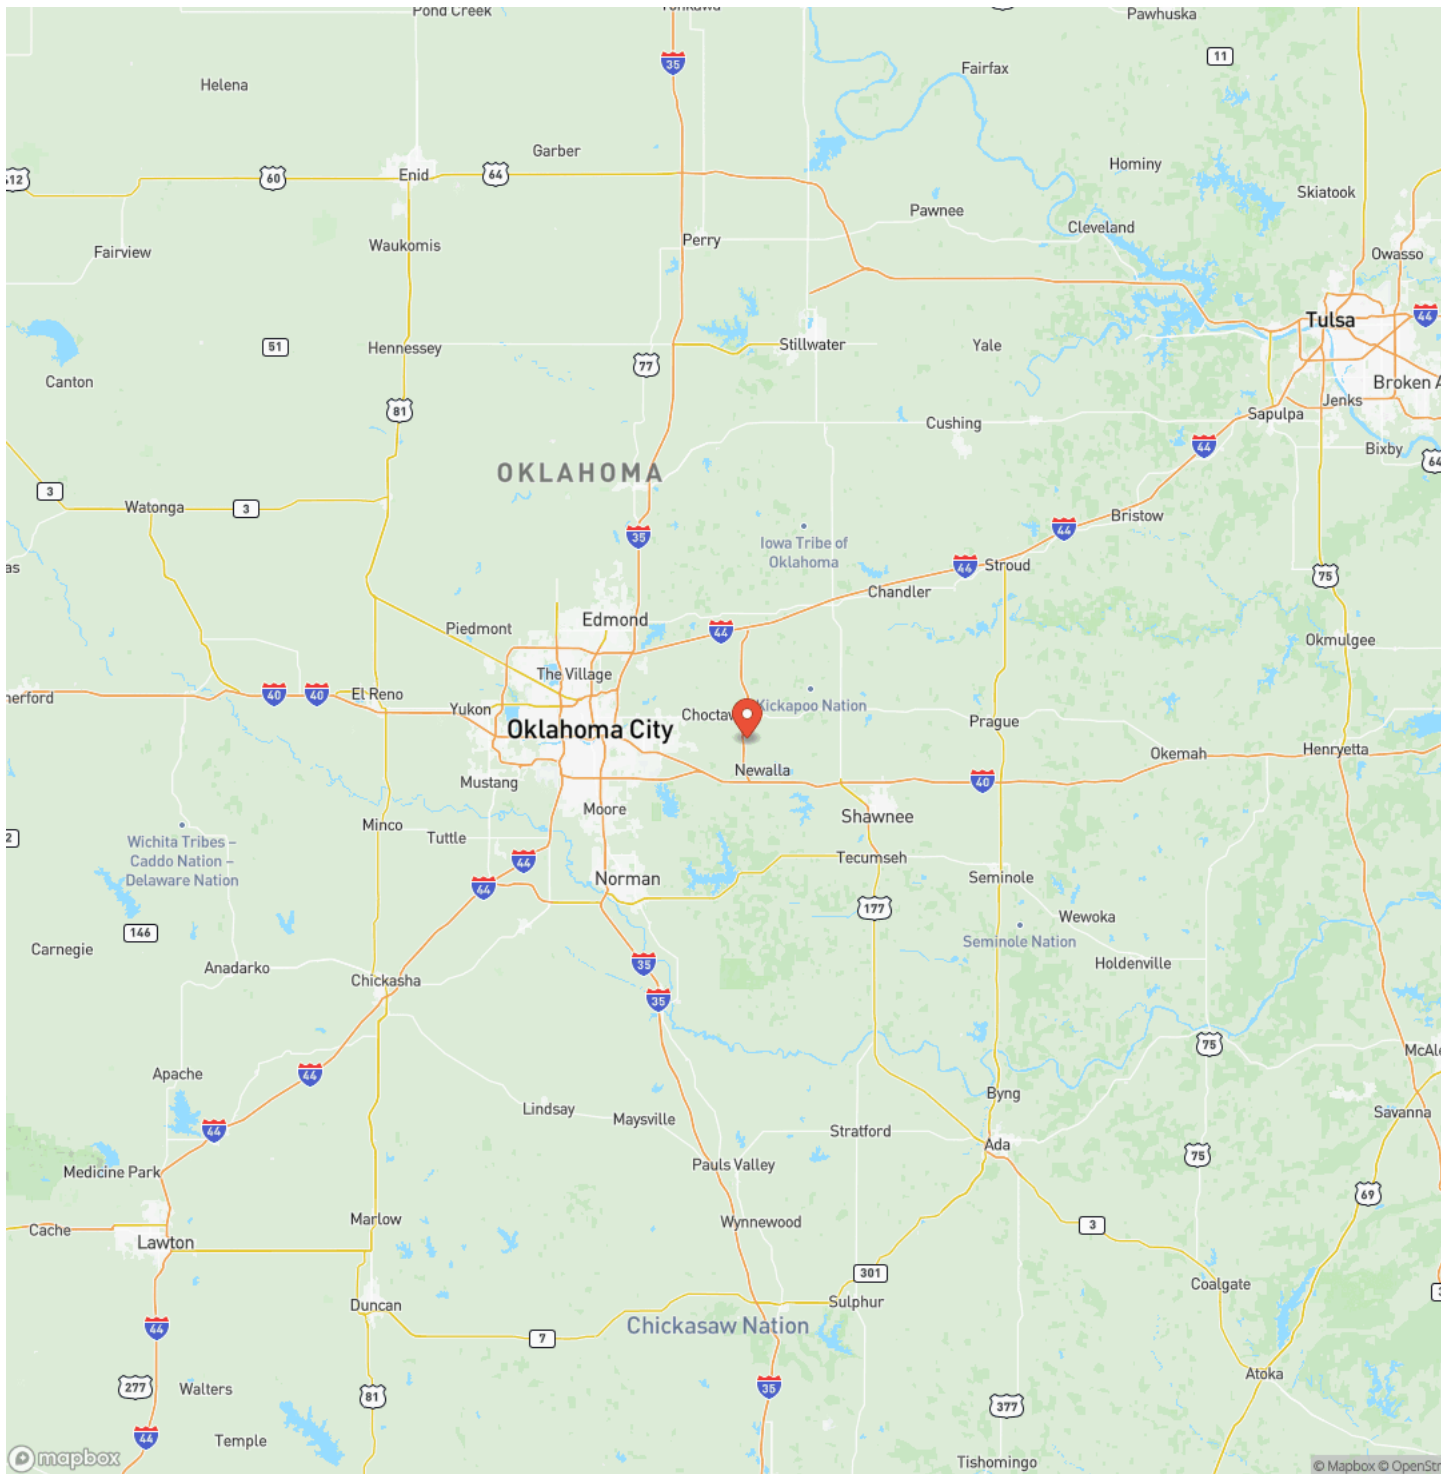 Pond Creek
Tonkawa
Pawhuska
35
11
Helena
Fairfax
Garber
Hominy
412
60
Enid
64
Skiatook
Pawnee
Cleveland
Fairview
Waukomis
Perry
Owasso
Tulsa
44
51
Hennessey
Stillwater
Yale
77
Canton
81
Broken A
Jenks
Cushing
Sapulpa
44
Bixby
64
OKLAHOMA
3
Watonga
3
Bristow
35
44
Iowa Tribe of
Oklahoma
as
44
Stroud
75
Chandler
Edmond
Piedmont
44
Okmulgee
The Village
herford
40
40
El Reno
Yukon
Choctaw
Kickapoo Nation
Prague
Oklahoma City
Okemah
Henryetta
Newalla
Mustang
40
Moore
Shawnee
Minco
Tuttle
2
Wichita Tribes –
Caddo Nation –
Delaware Nation
44
44
Tecumseh
Norman
Seminole
177
Wewoka
146
Seminole Nation
Carnegie
Anadarko
35
Holdenville
Chickasha
35
75
McAle
Apache
44
Byng
Lindsay
Maysville
Savanna
44
Stratford
Ada
Medicine Park
Pauls Valley
75
69
Marlow
Wynnewood
3
Cache
Lawton
301
Coalgate
Duncan
Sulphur
3
44
7
Chickasaw Nation
277
Walters
81
35
Atoka
377
44
Temple
mapbox
Tishomingo
© Mapbox © OpenStr